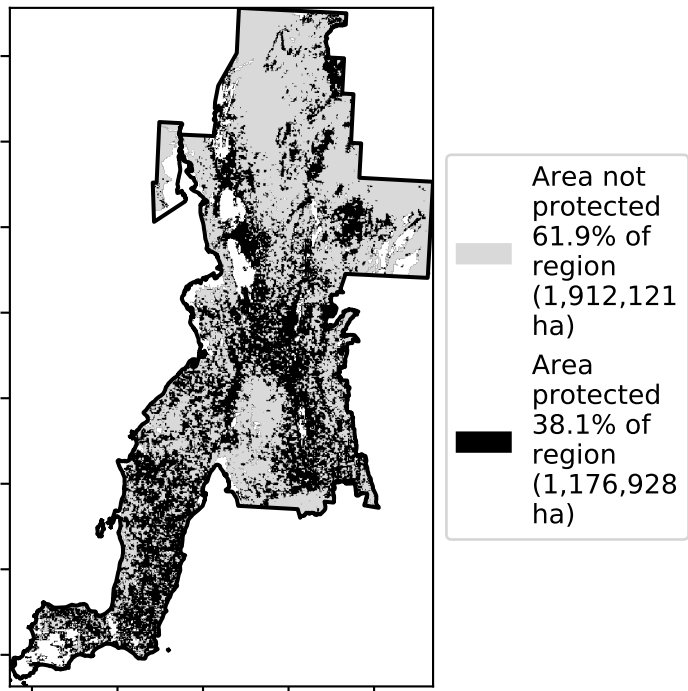 Area not
protected
61.9% of
region
(1,912,121
ha)
Area
protected
38.1% of
region
(1,176,928
ha)